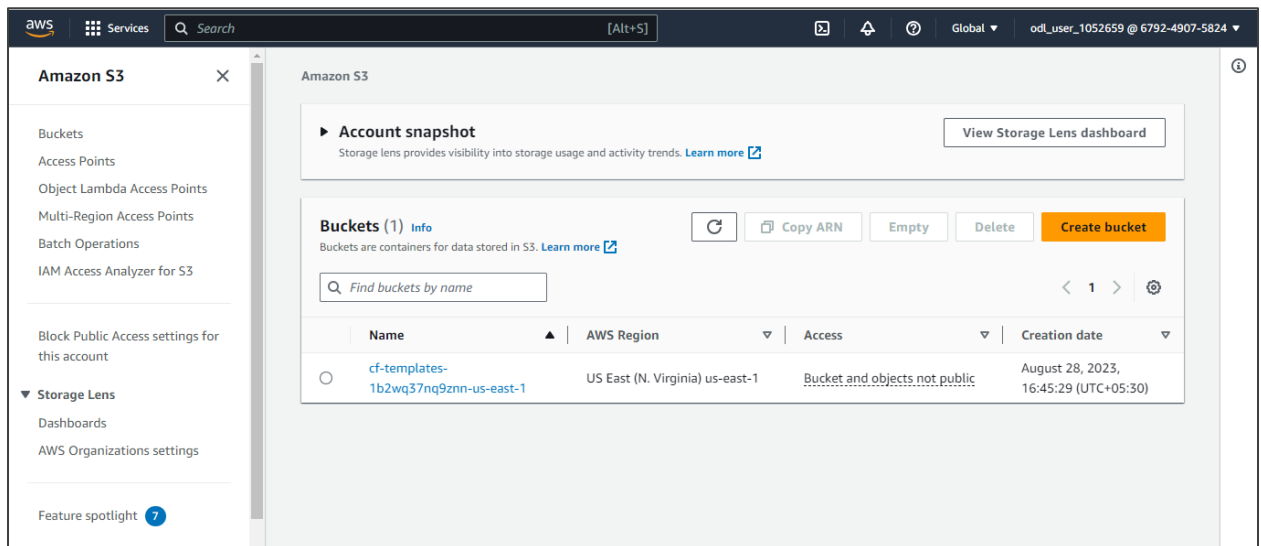 aws Services Search [Alt+S] Global ▼ odl_user_1052659 @ 6792-4907-5824 ▼
Amazon S3
Buckets
Access Points
Object Lambda Access Points
Multi-Region Access Points
Batch Operations
IAM Access Analyzer for S3
Block Public Access settings for
this account
▼ Storage Lens
Dashboards
AWS Organizations settings
Feature spotlight 7
Amazon S3
Account snapshot
Storage lens provides visibility into storage usage and activity trends. Learn more
View Storage Lens dashboard
Buckets (1) Info
Buckets are containers for data stored in S3. Learn more
Copy ARN Empty Delete Create bucket
Find buckets by name
1
Name AWS Region Access Creation date
cf-templates-
1b2wq37nq9znn-us-east-1
US East (N. Virginia) us-east-1
Bucket and objects not public
August 28, 2023,
16:45:29 (UTC+05:30)